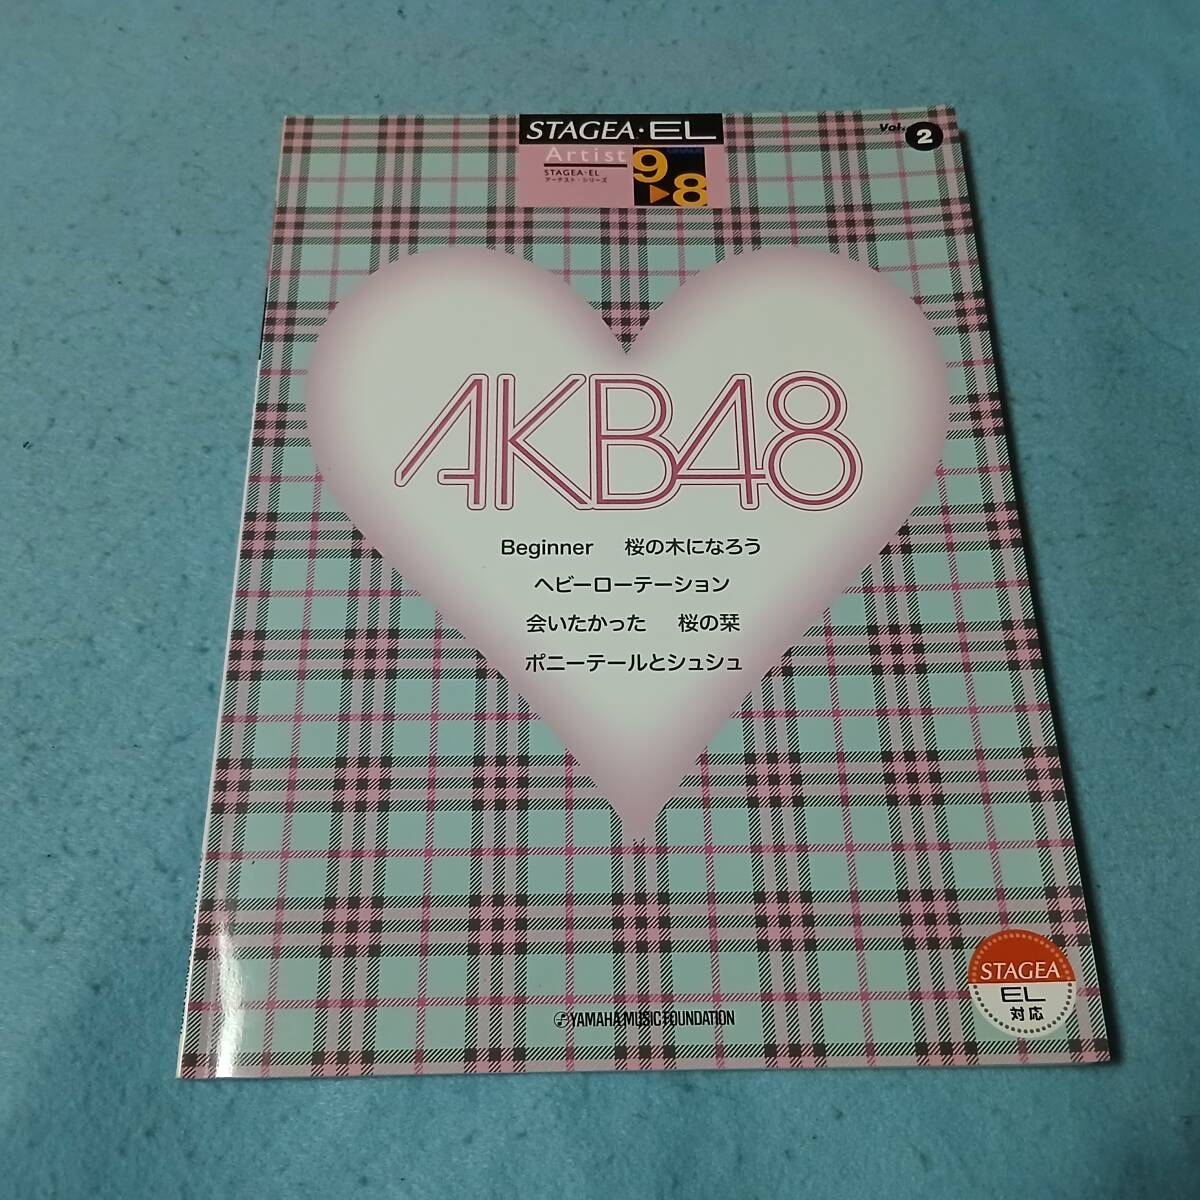 STAGEA・EL
Vol. 2
Artist
STAGEA・EL
アーチスト・シリーズ
9▶8
AKB48
Beginner 桜の木になろう
ヘビーローテーション
会いたかった 桜の栞
ポニーテールとシュシュ
STAGEA
EL
対応
YAMAHA MUSIC FOUNDATION